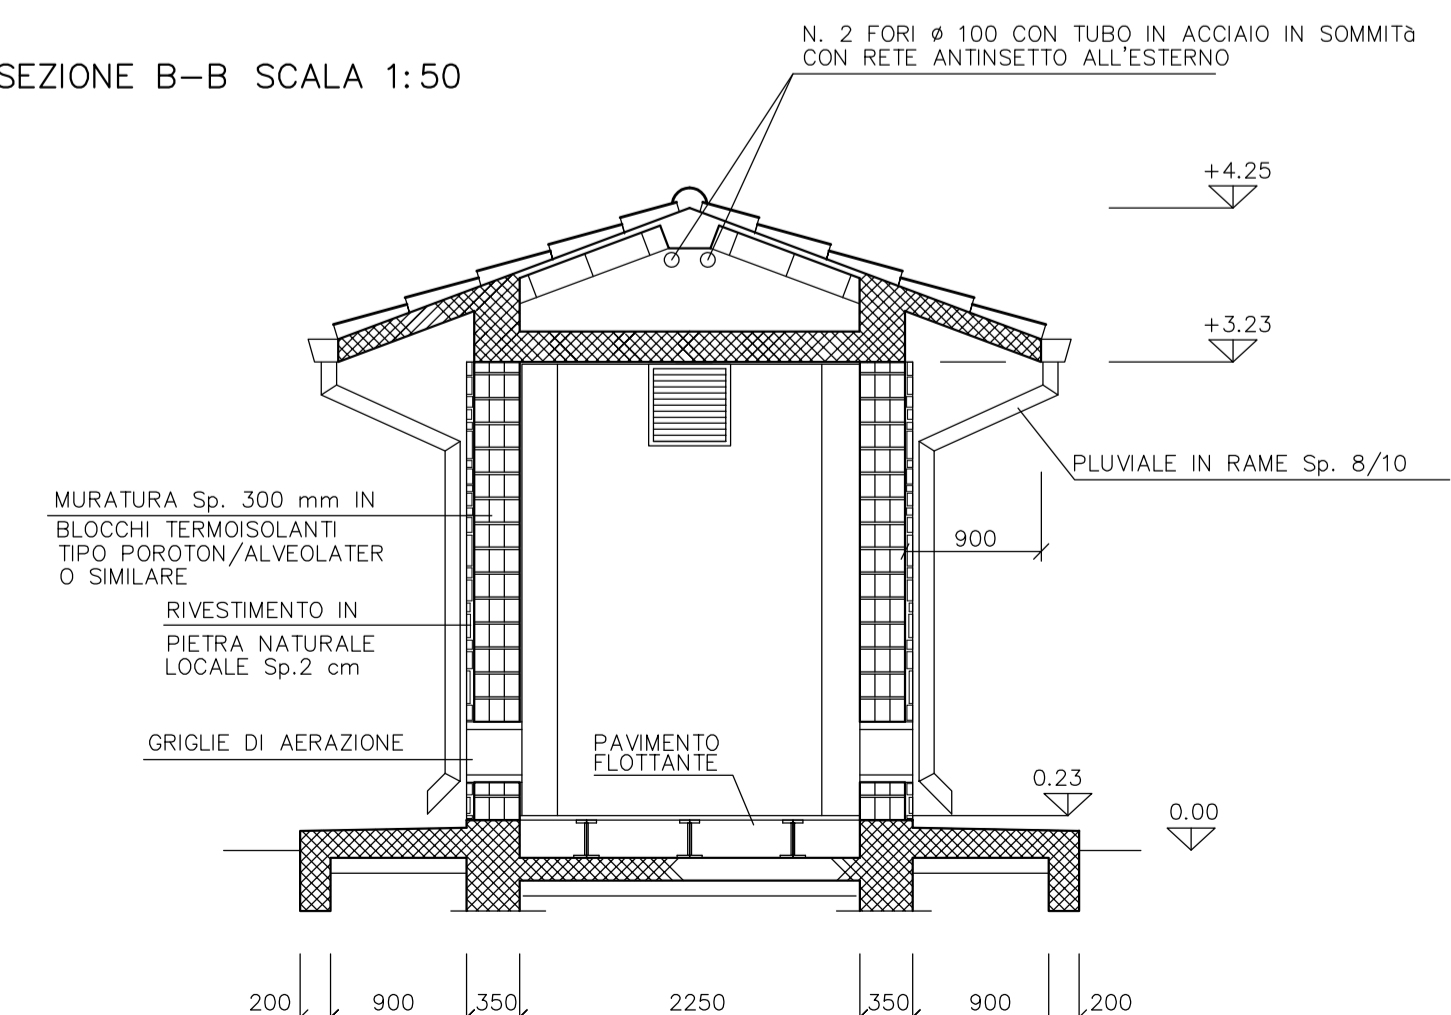 N. 2 FORI ø 100 CON TUBO IN ACCIAIO IN SOMMITà
CON RETE ANTINSETTO ALL'ESTERNO
SEZIONE B-B SCALA 1:50
+4.25
+3.23
PLUVIALE IN RAME Sp. 8/10
MURATURA Sp. 300 mm IN
BLOCCHI TERMOISOLANTI
TIPO POROTON/ALVEOLATER
O SIMILARE
900
RIVESTIMENTO IN
PIETRA NATURALE
LOCALE Sp.2 cm
GRIGLIE DI AERAZIONE
PAVIMENTO
FLOTTANTE
0.23
0.00
200 900 350 2250 350 900 200